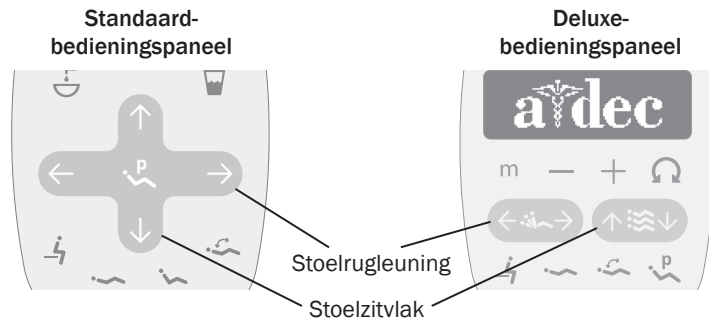 Standaard-
bedieningspaneel
Deluxe-
bedieningspaneel
a dec
p
m
p
Stoelrugleuning
Stoelzitvlak